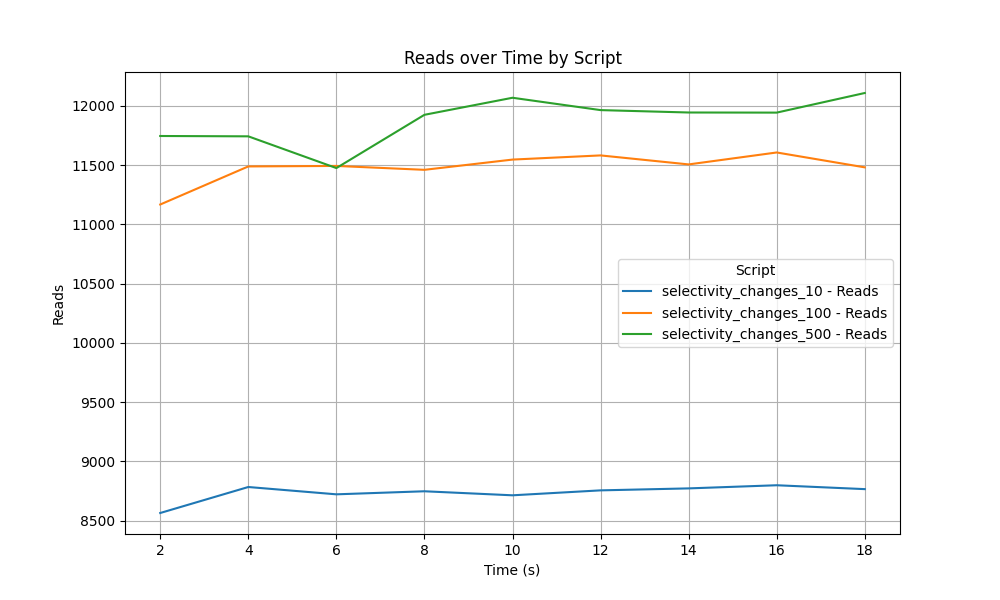 Reads over Time by Script
Reads
12000
11500
11000
10500
10000
9500
9000
8500
Script
selectivity_changes_10 - Reads
selectivity_changes_100 - Reads
selectivity_changes_500 - Reads
2 4 6 8 10 12 14 16 18
Time (s)